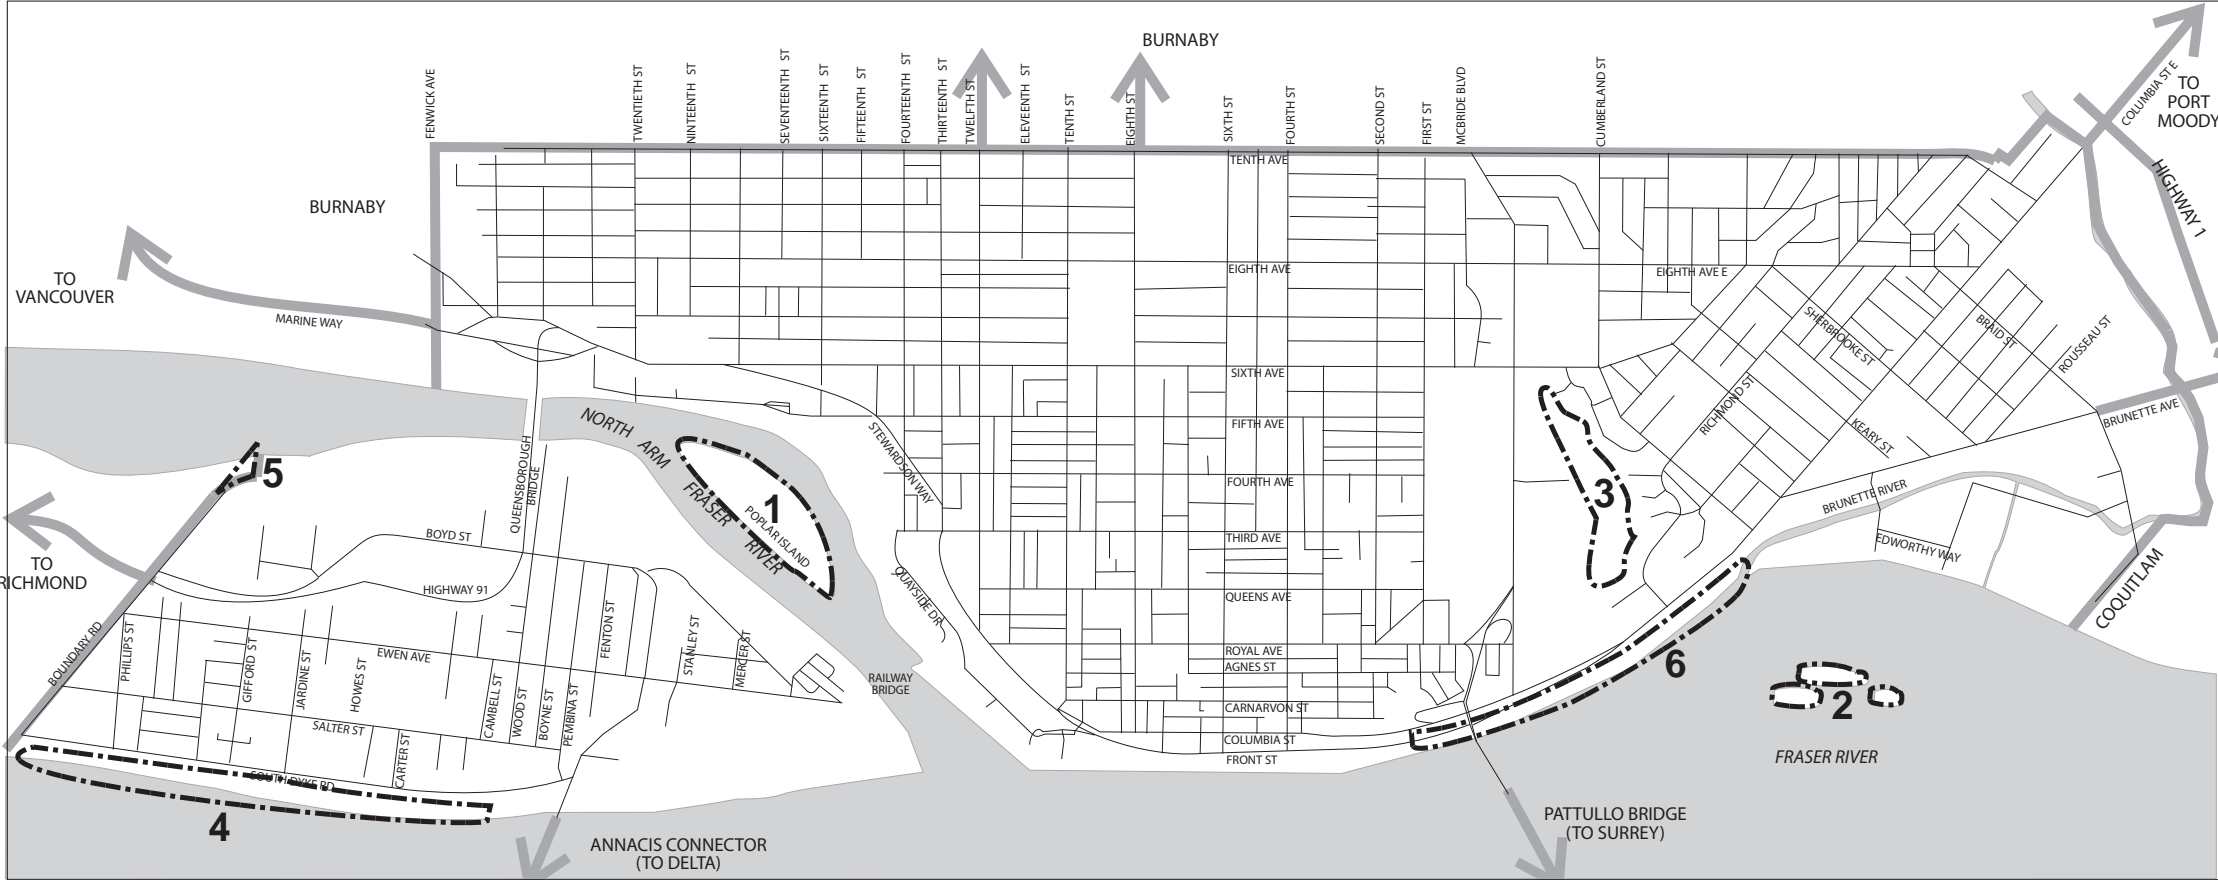 BURNABY
FENWICK AVE
TWENTIETH ST
NINTEENTH ST
SEVENTEENTH ST
SIXTEENTH ST
FIFTEENTH ST
FOURTEENTH ST
THIRTEENTH ST
TWELFTH ST
ELEVENTH ST
TENTH ST
EIGHTH ST
SIXTH ST
FOURTH ST
SECOND ST
FIRST ST
MCBRIDE BLVD
CUMBERLAND ST
COLUMBIA ST E
TO
PORT
MOODY
HIGHWAY 1
TENTH AVE
BURNABY
TO
VANCOUVER
MARINE WAY
EIGHTH AVE
EIGHTH AVE E
SHERBROOKE ST
BRAID ST
ROUSSEAU ST
SIXTH AVE
RICHMOND ST
KEARY ST
BRUNETTE AVE
FIFTH AVE
NORTH ARM
FRASER
RIVER
STEWARDSON WAY
QUEENSBOROUGH
BRIDGE
5
1
POPLAR ISLAND
FOURTH AVE
3
BRUNETTE RIVER
EDWORTHY WAY
THIRD AVE
BOYD ST
TO
RICHMOND
HIGHWAY 91
QUAYSIDE DR
QUEENS AVE
COQUITLAM
BOUNDARY RD
PHILLIPS ST
GIFFORD ST
JARDINE ST
HOWES ST
EWEN AVE
FENTON ST
STANLEY ST
MERCER ST
RAILWAY
BRIDGE
ROYAL AVE
AGNES ST
6
2
CAMBELL ST
WOOD ST
BOYNE ST
PEMBINA ST
SALTER ST
CARTER ST
CARNARVON ST
COLUMBIA ST
FRONT ST
FRASER RIVER
SOUTH DYKE RD
4
ANNACIS CONNECTOR
(TO DELTA)
PATTULLO BRIDGE
(TO SURREY)